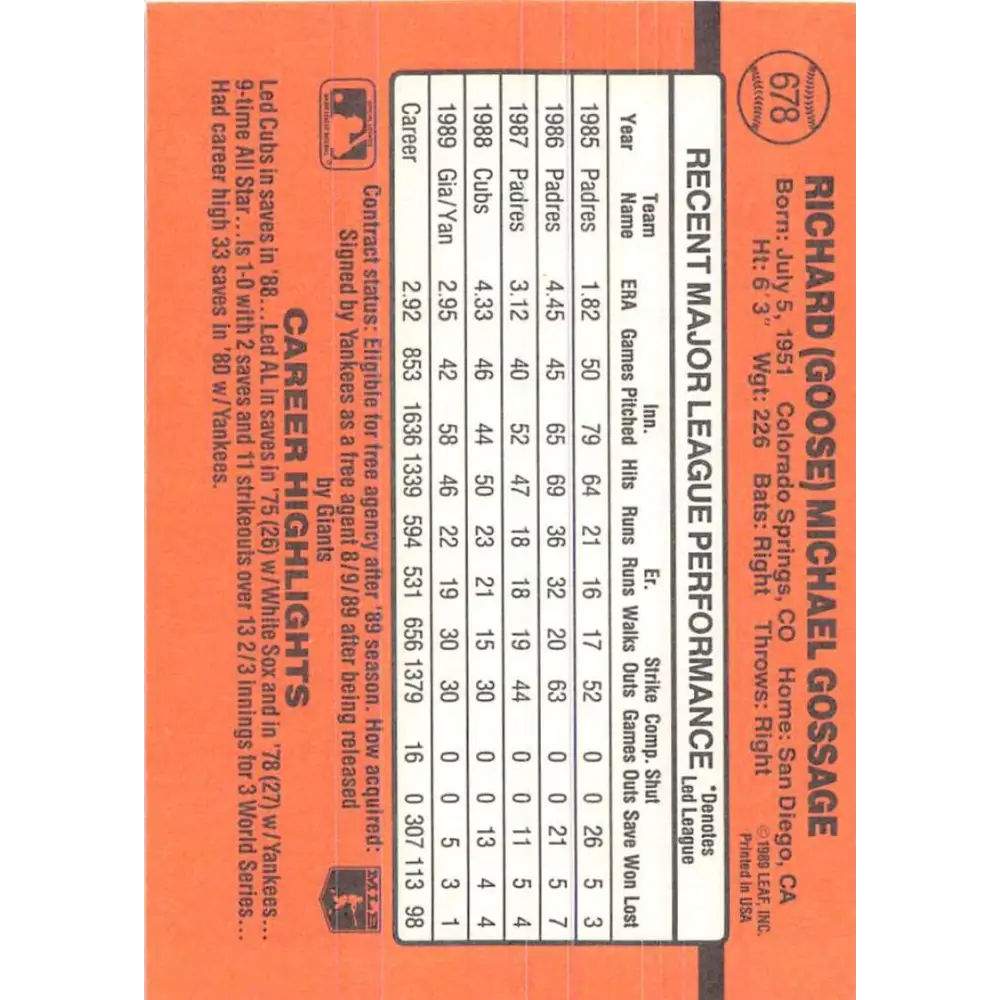 678
RICHARD (GOOSE) MICHAEL GOSSAGE
Born: July 5, 1951 Colorado Springs, CO Home: San Diego, CA
Ht: 6'3" Wgt: 226 Bats: Right Throws: Right
© 1989 LEAF, INC.
Printed in USA
RECENT MAJOR LEAGUE PERFORMANCE
*Denotes
Led League
Team Inn. Er. Strike Comp. Shut
Year Name ERA Games Pitched Hits Runs Runs Walks Outs Games Outs Save Won Lost
1985 Padres 1.82 50 79 64 21 16 17 52 0 0 26 5 3
1986 Padres 4.45 45 65 69 36 32 20 63 0 0 21 5 7
1987 Padres 3.12 40 52 47 18 18 19 44 0 0 11 5 4
1988 Cubs 4.33 46 44 50 23 21 15 30 0 0 13 4 4
1989 Gia/Yan 2.95 42 58 46 22 19 30 30 0 0 5 3 1
Career 2.92 853 1636 1339 594 531 656 1379 16 0 307 113 98
Contract status: Eligible for free agency after '89 season. How acquired:
Signed by Yankees as a free agent 8/9/89 after being released
by Giants
MLB
CAREER HIGHLIGHTS
Led Cubs in saves in '88...Led AL in saves in '75 (26) w/White Sox and in '78 (27) w/Yankees...
9-time All Star...Is 1-0 with 2 saves and 11 strikeouts over 13 2/3 innings for 3 World Series...
Had career high 33 saves in '80 w/Yankees.